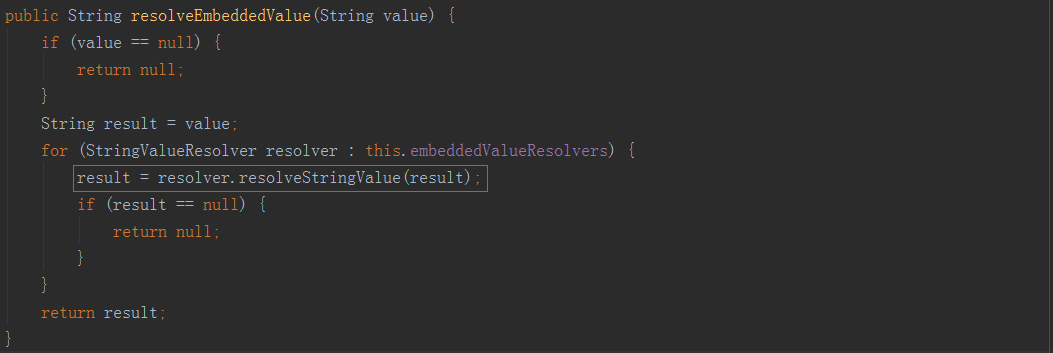 public String resolveEmbeddedValue(String value) {
    if (value == null) {
        return null;
    }
    String result = value;
    for (StringValueResolver resolver : this.embeddedValueResolvers) {
        result = resolver.resolveStringValue(result);
        if (result == null) {
            return null;
        }
    }
    return result;
}